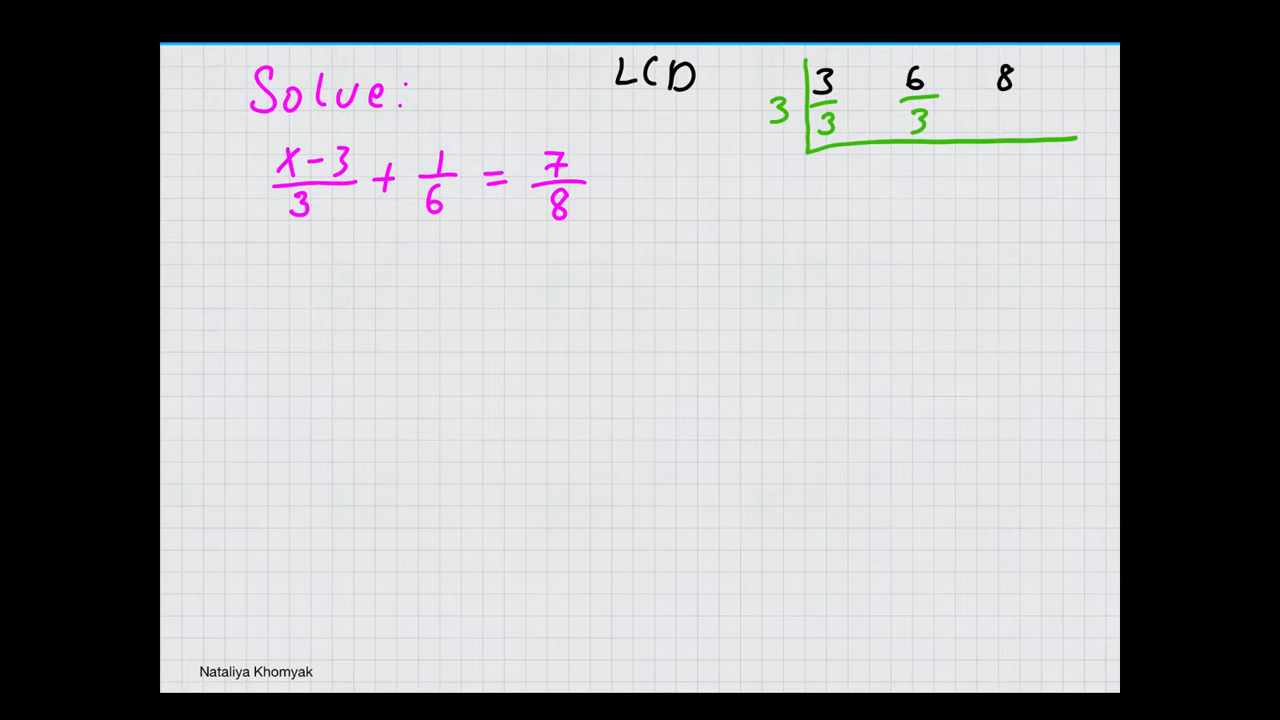 Solve:
x-3/3 + 1/6 = 7/8
LCD
3 6 8
3 3 3
Nataliya Khomyak